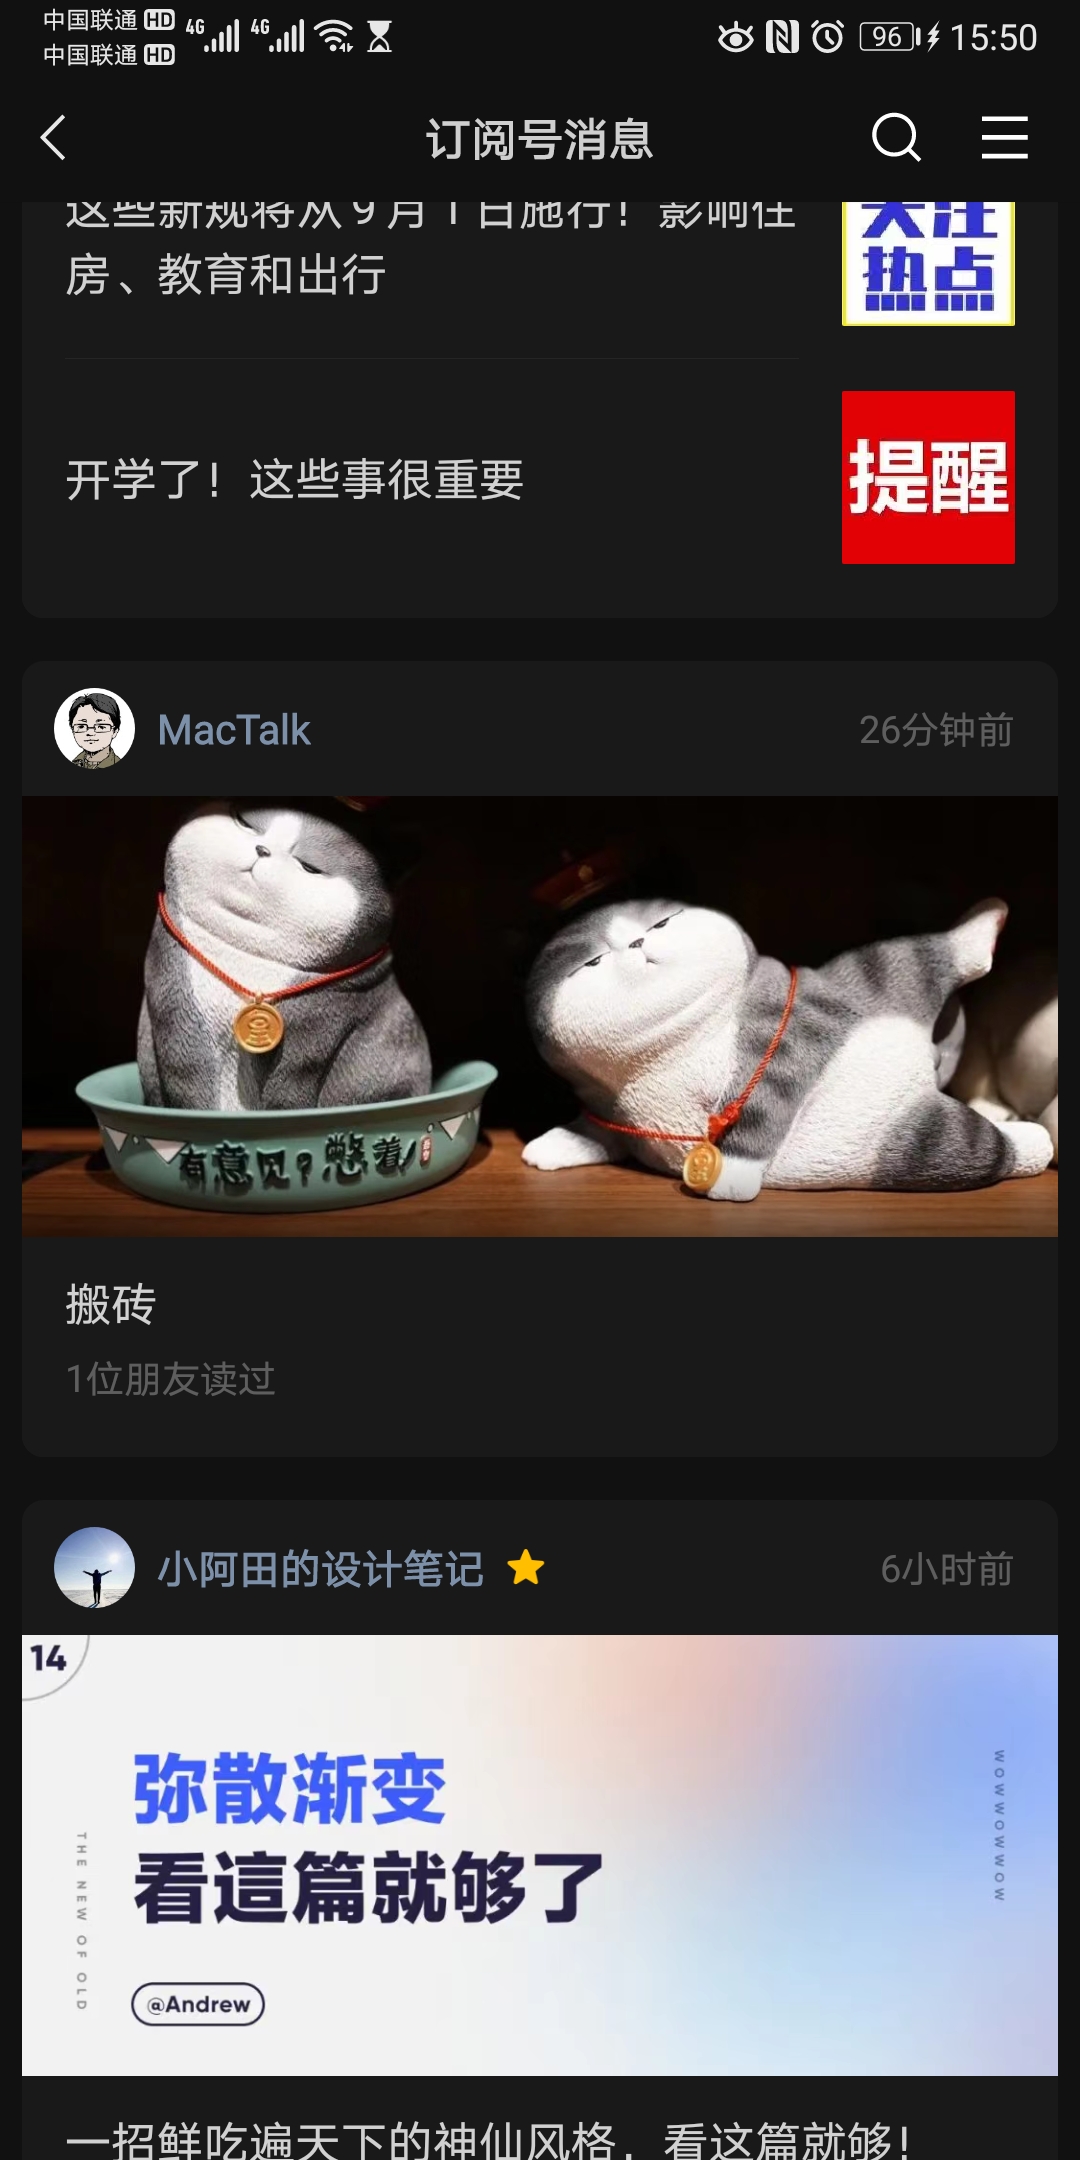 中国联通 HD 4G 4G 96 15:50
中国联通 HD
订阅号消息
这些新规将从9月1日施行！影响住
房、教育和出行
关注
热点
开学了！这些事很重要
提醒
MacTalk 26分钟前
有意见?憋着!
搬砖
1位朋友读过
小阿田的设计笔记 6小时前
14
弥散渐变
看這篇就够了
THE NEW OF OLD
WOWWOWWOW
@Andrew
一招鲜吃遍天下的神仙风格，看这篇就够！